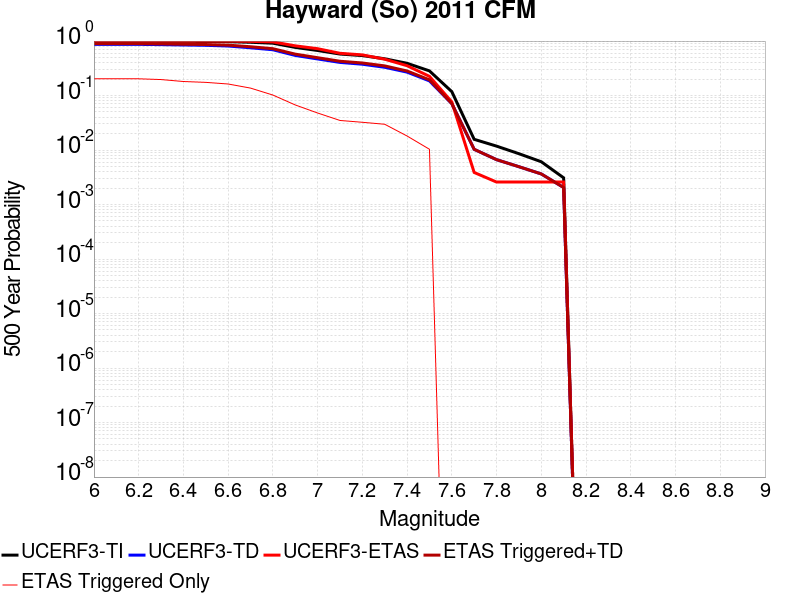 Hayward (So) 2011 CFM
10^0
10^-1
10^-2
10^-3
10^-4
10^-5
10^-6
10^-7
10^-8
500 Year Probability
6 6.2 6.4 6.6 6.8 7 7.2 7.4 7.6 7.8 8 8.2 8.4 8.6 8.8 9
Magnitude
UCERF3-TI UCERF3-TD UCERF3-ETAS ETAS Triggered+TD
ETAS Triggered Only